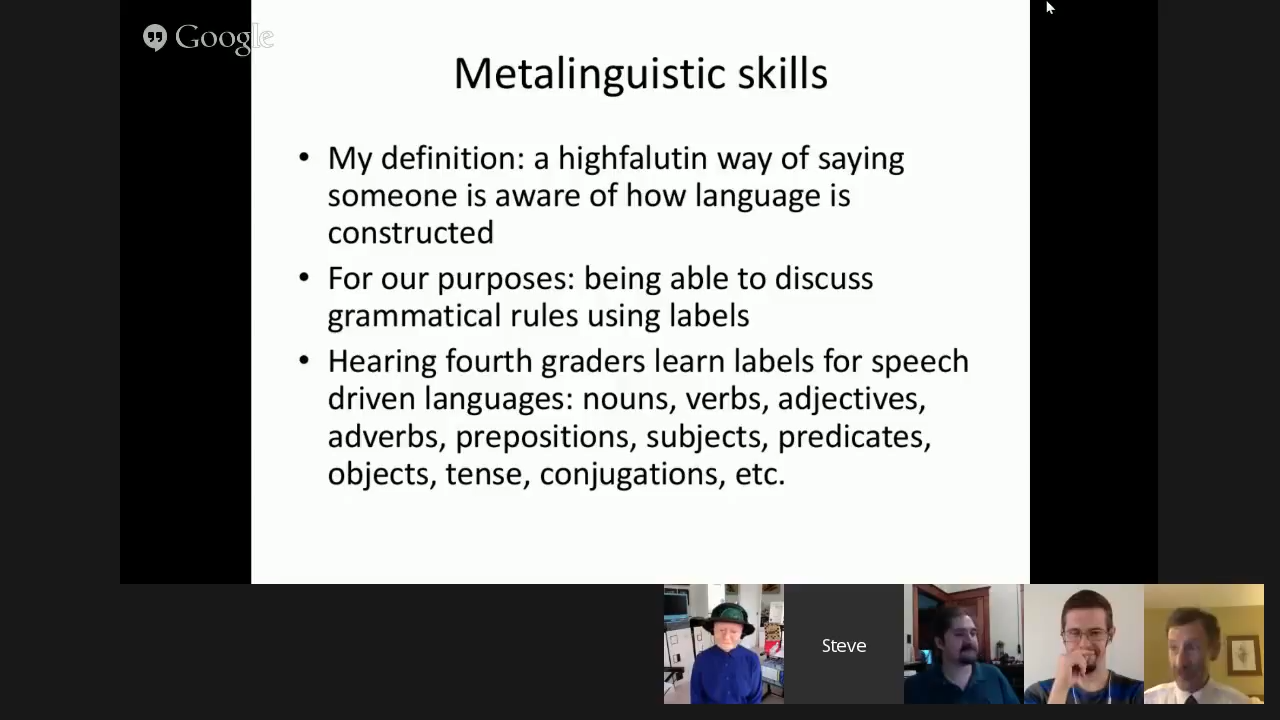 Google
Metalinguistic skills
• My definition: a highfalutin way of saying
someone is aware of how language is
constructed
• For our purposes: being able to discuss
grammatical rules using labels
• Hearing fourth graders learn labels for speech
driven languages: nouns, verbs, adjectives,
adverbs, prepositions, subjects, predicates,
objects, tense, conjugations, etc.
Steve